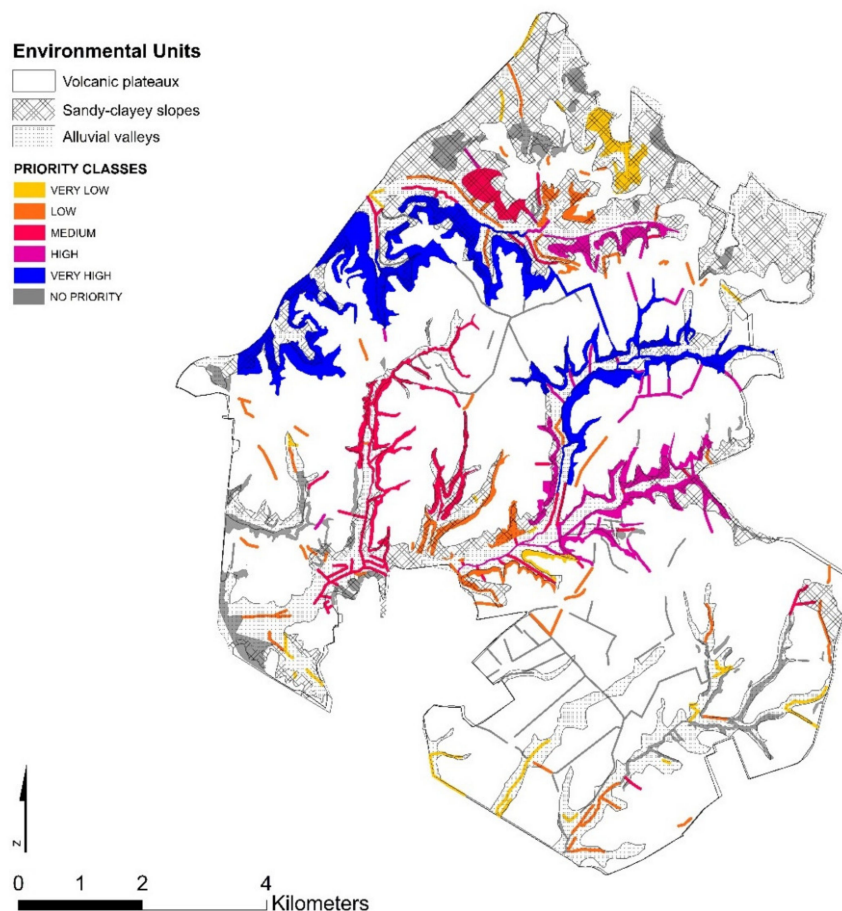 Environmental Units
Volcanic plateaux
Sandy-clayey slopes
Alluvial valleys
PRIORITY CLASSES
VERY LOW
LOW
MEDIUM
HIGH
VERY HIGH
NO PRIORITY
N
0 1 2 4
Kilometers